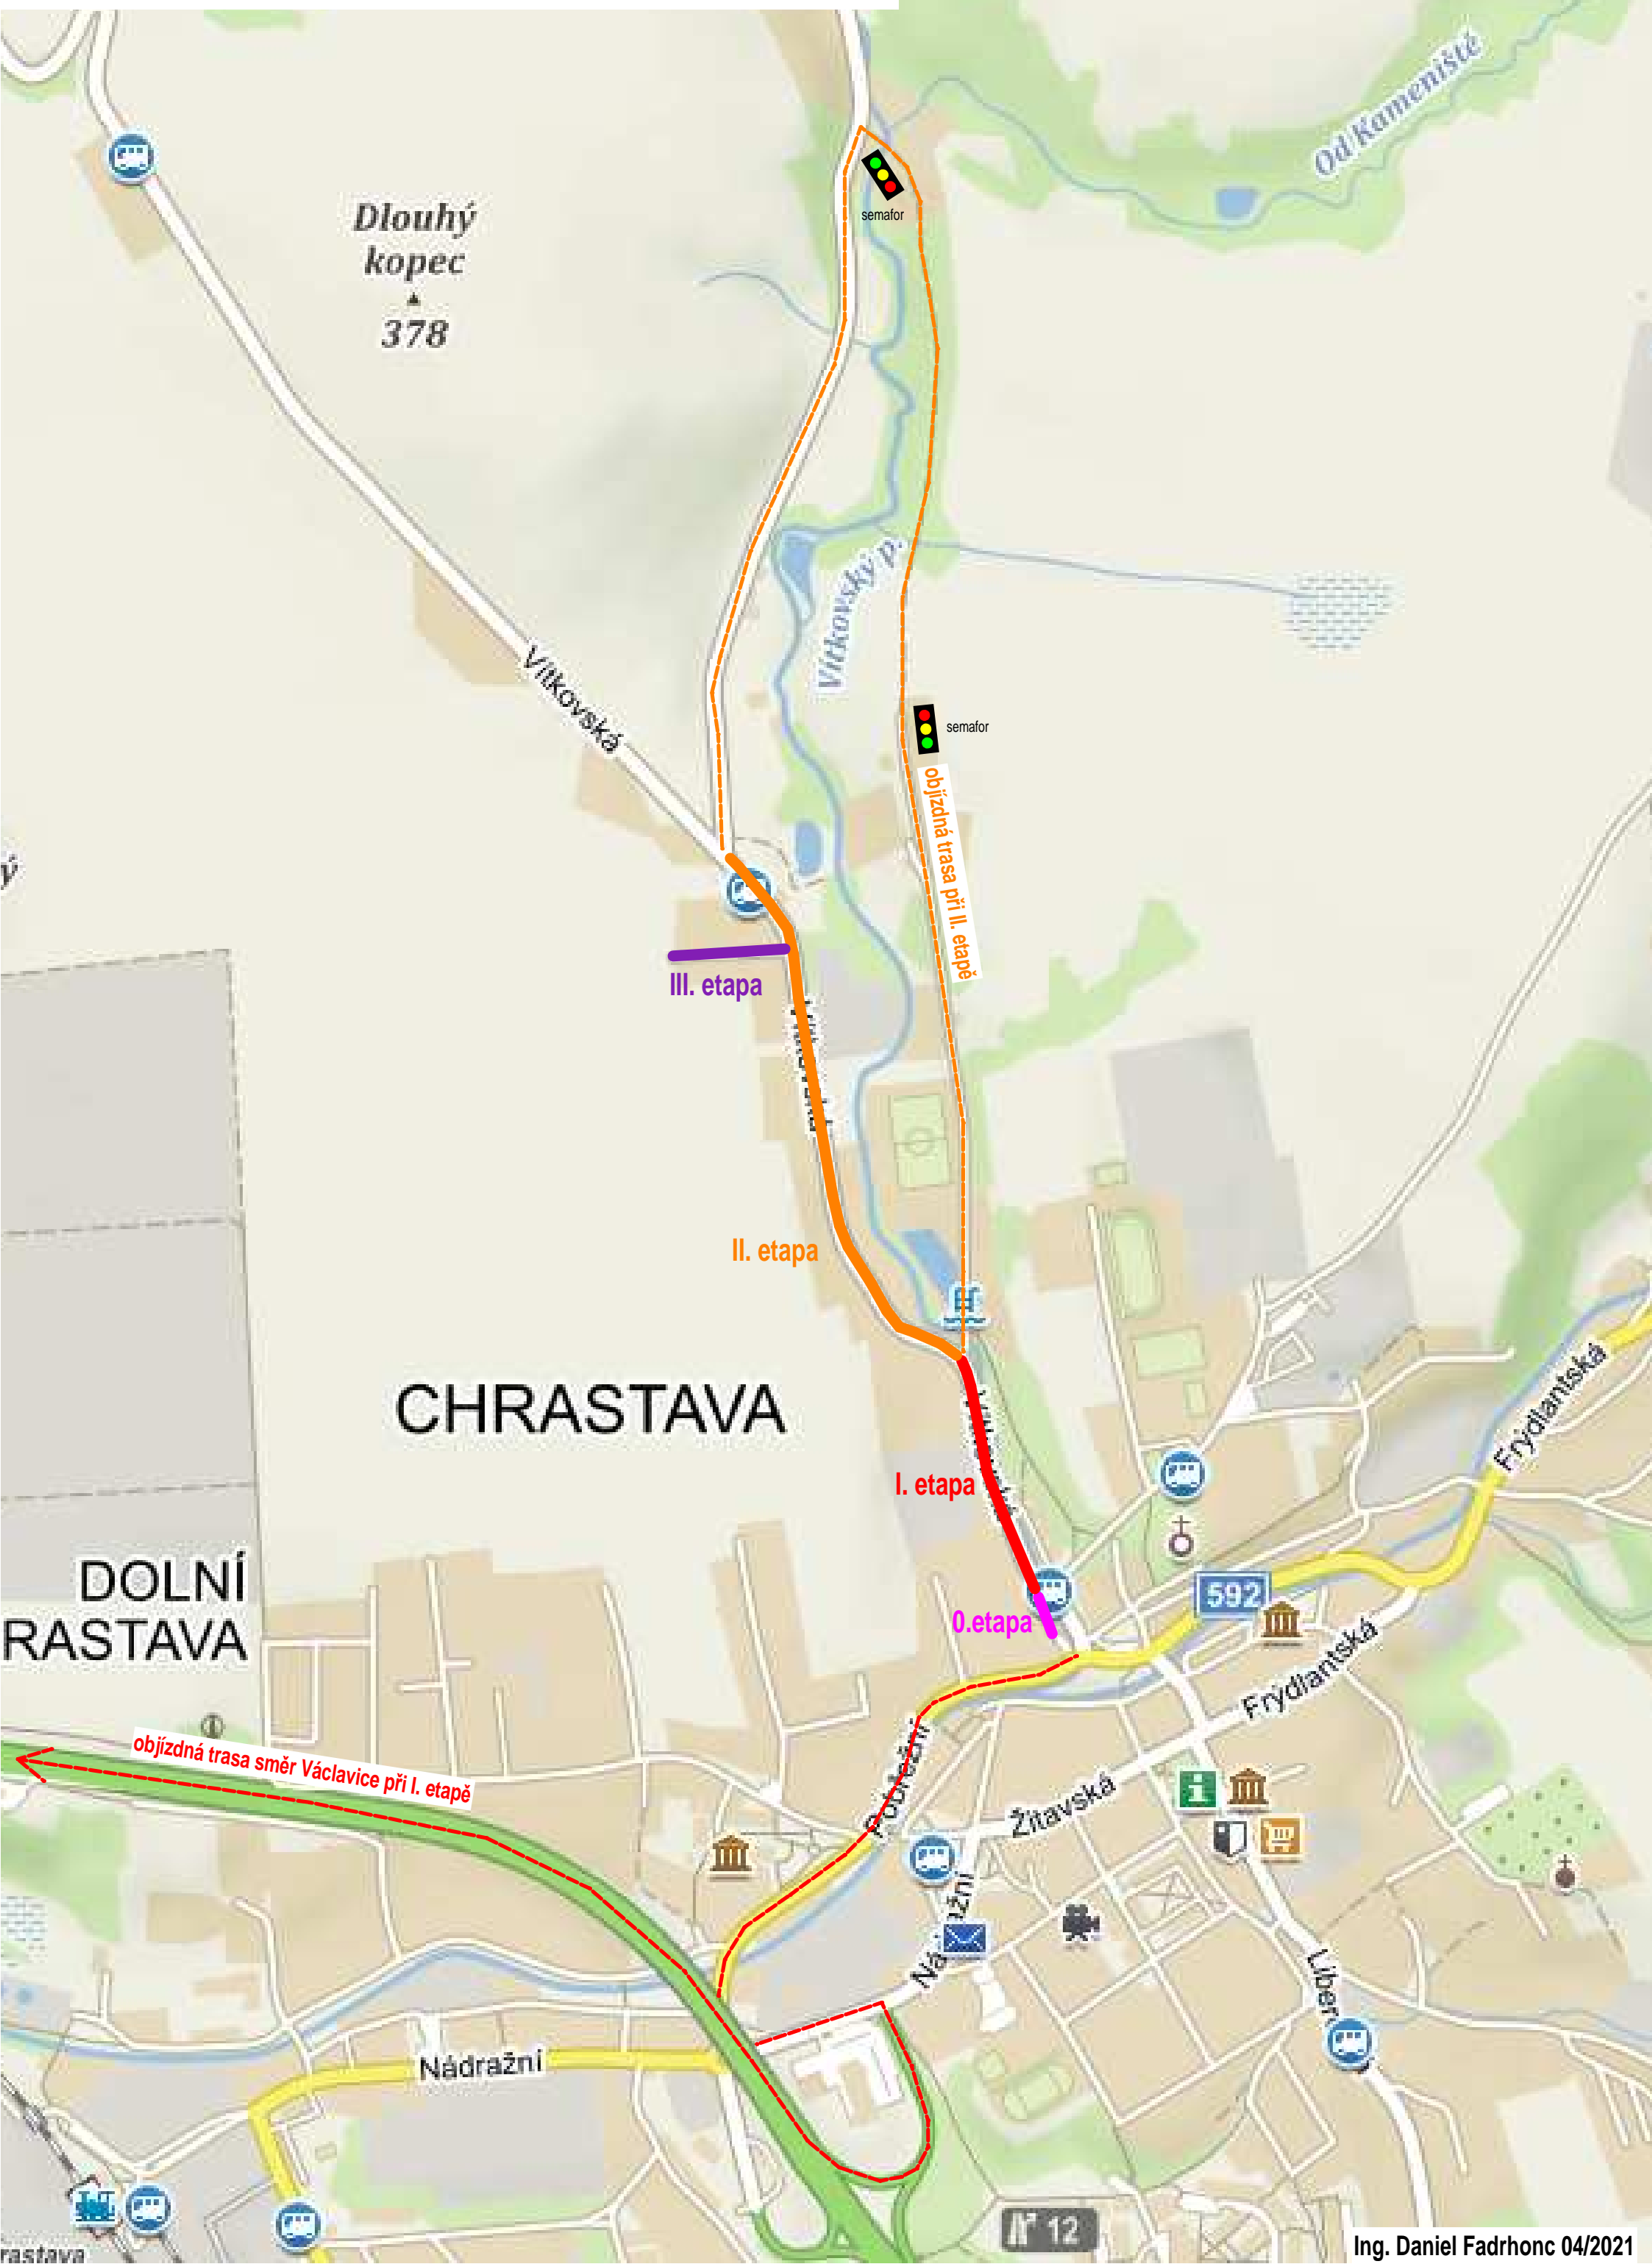 Od Kameniště
semafor
Dlouhý
kopec
378
Vítkovský p.
Vítkovská
semafor
objízdná trasa při II. etapě
ý
III. etapa
II. etapa
CHRASTAVA
Frýdlantská
I. etapa
DOLNÍ
RASTAVA
592
0.etapa
Frýdlantská
objízdná trasa směr Václavice při I. etapě
Pobřežní
Žitavská
Nádražní
12
rastava
Ing. Daniel Fadrhonc 04/2021